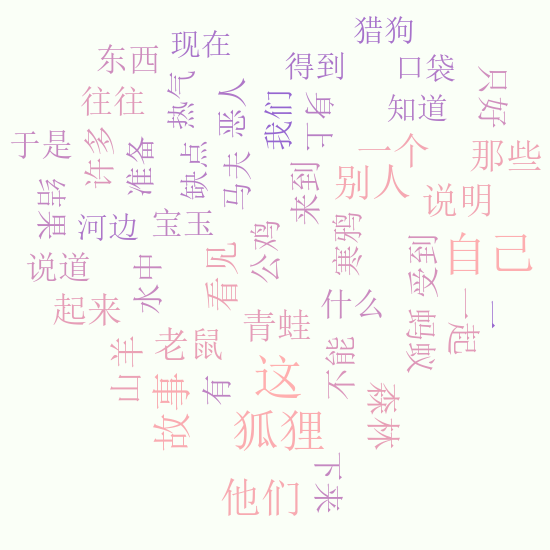 猎狗
现在
东西
得到
口袋
只好
热气
恶人
我们
下身
知道
往往
于是
许多
准备
缺点
马夫
来到
一个
那些
别人
说明
结果
河边
宝玉
公鸡
寒鸦
受到
自己
说道
水中
看见
什么
一
起来
青蛙
蚂蚁
一起
老鼠
山羊
故事
有
这
不能
森林
狐狸
下来
他们